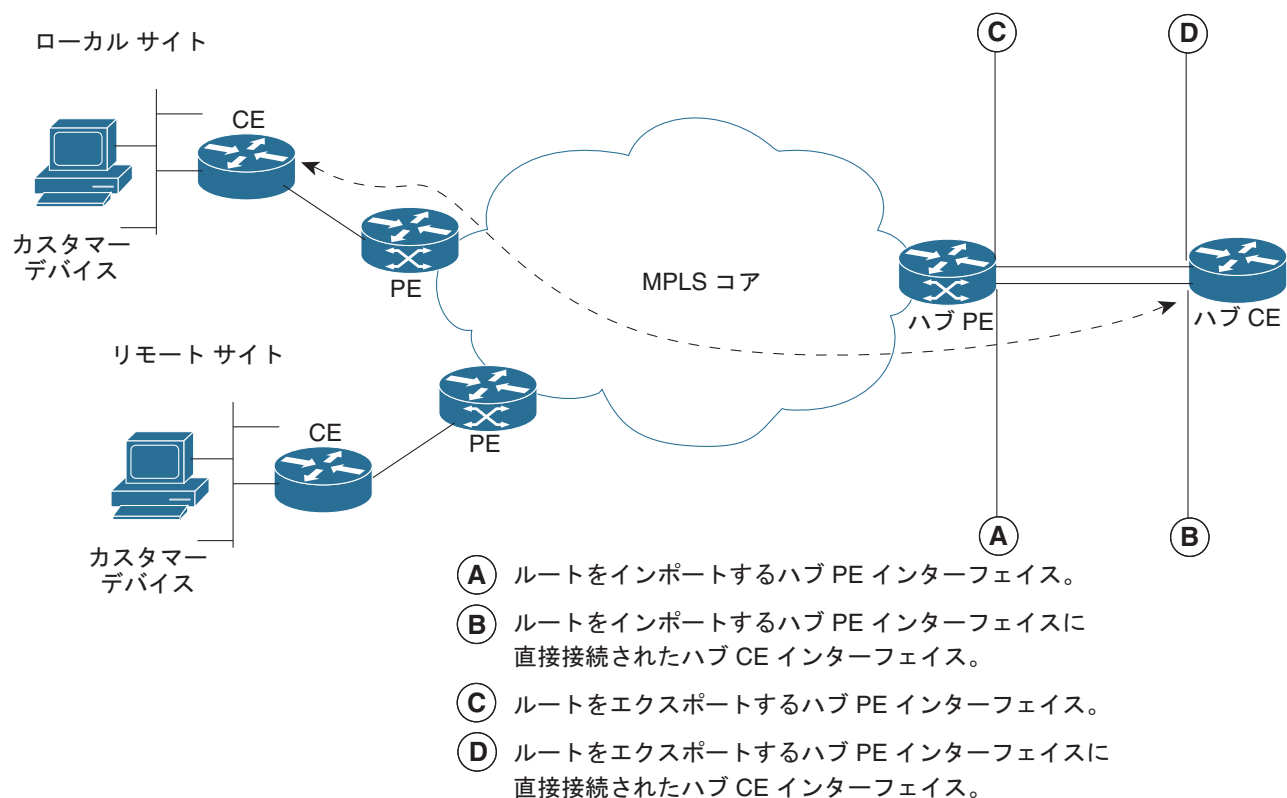 ローカル サイト
C
D
CE
カスタマー
デバイス
PE
MPLS コア
ハブ PE
ハブ CE
リモート サイト
CE
PE
カスタマー
デバイス
A
B
A ルートをインポートするハブ PE インターフェイス。
B ルートをインポートするハブ PE インターフェイスに
直接接続されたハブ CE インターフェイス。
C ルートをエクスポートするハブ PE インターフェイス。
D ルートをエクスポートするハブ PE インターフェイスに
直接接続されたハブ CE インターフェイス。